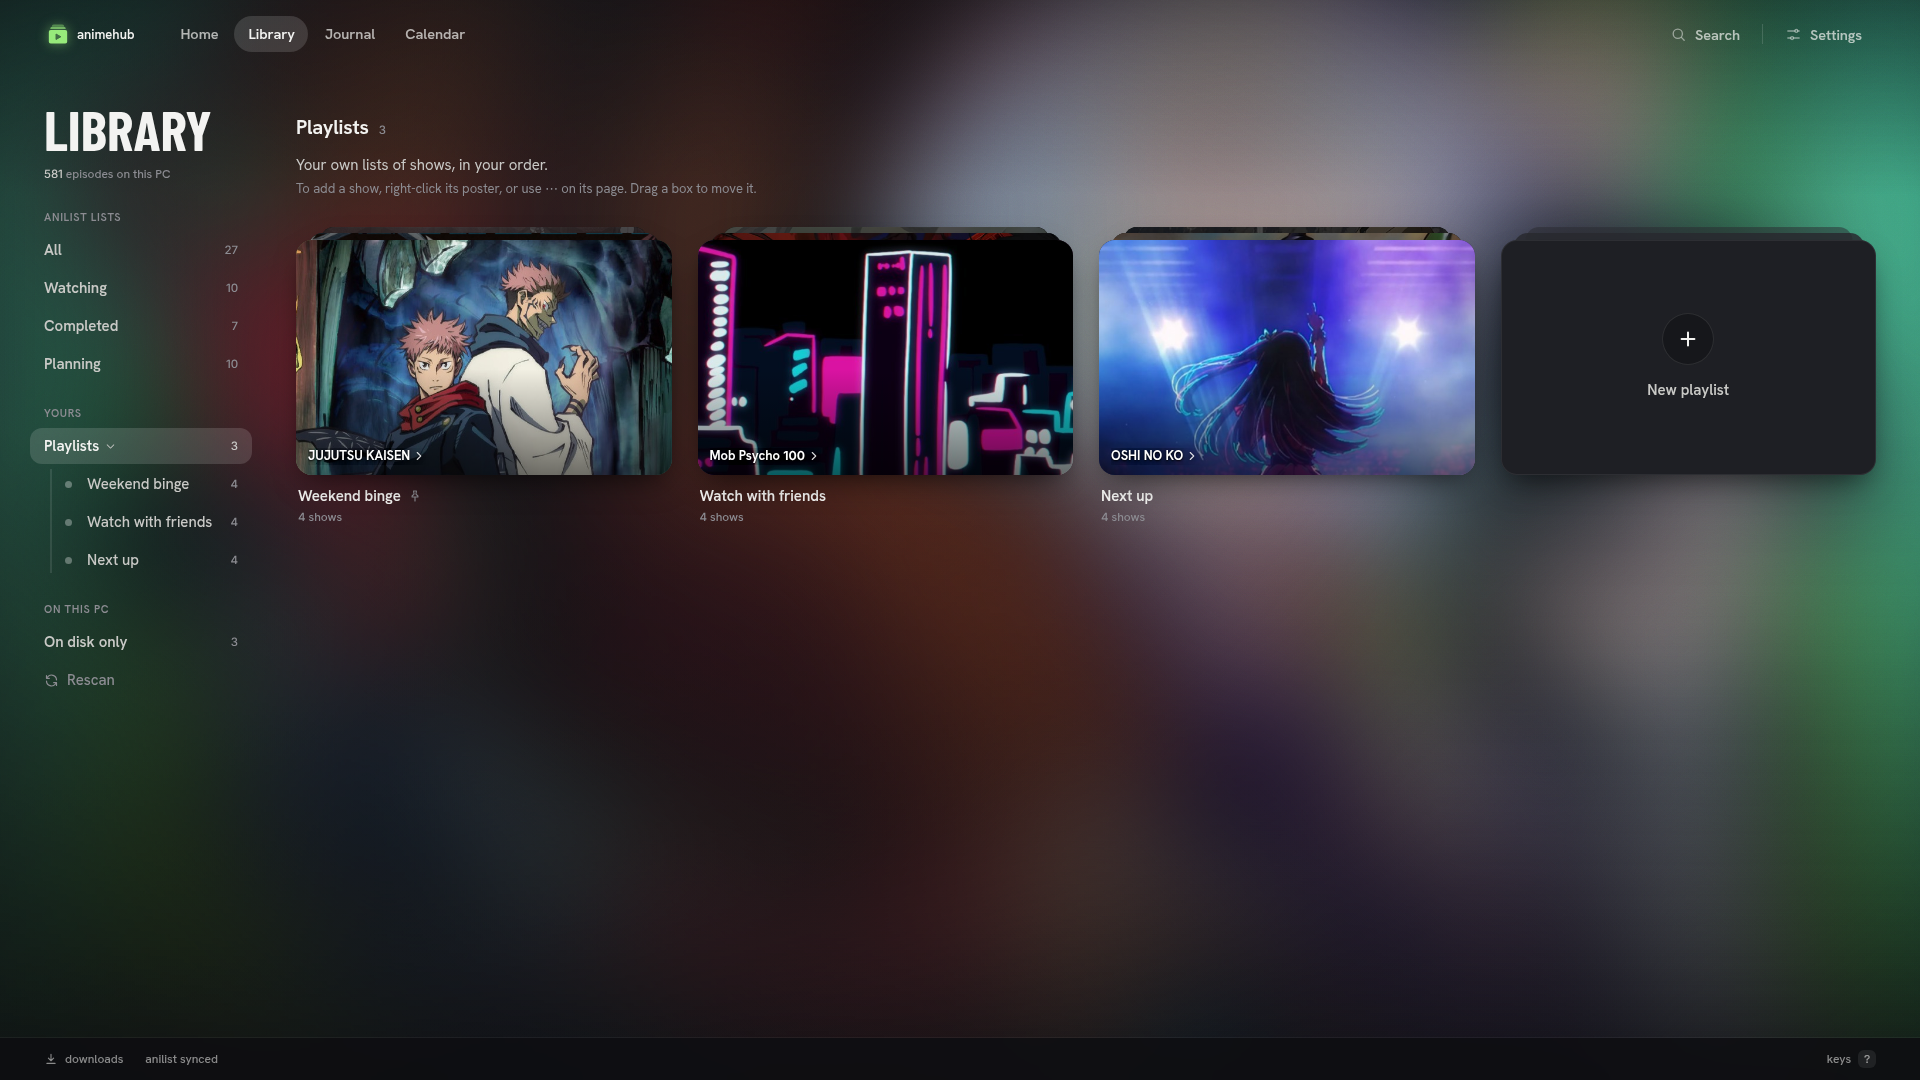 animehub
Home
Library
Journal
Calendar
Search
Settings
LIBRARY
581 episodes on this PC
ANILIST LISTS
All 27
Watching 10
Completed 7
Planning 10
YOURS
Playlists 3
Weekend binge 4
Watch with friends 4
Next up 4
ON THIS PC
On disk only 3
Rescan
Playlists 3
Your own lists of shows, in your order.
To add a show, right-click its poster, or use ··· on its page. Drag a box to move it.
JUJUTSU KAISEN
Weekend binge
4 shows
Mob Psycho 100
Watch with friends
4 shows
OSHI NO KO
Next up
4 shows
New playlist
downloads
anilist synced
keys ?